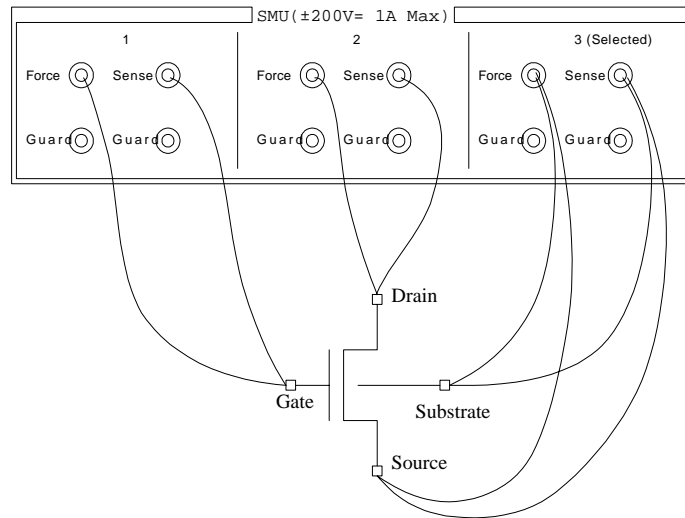 SMU(±200V= 1A Max)
1
2
3 (Selected)
Force
Sense
Force
Sense
Force
Sense
Guard
Guard
Guard
Guard
Guard
Guard
Drain
Gate
Substrate
Source